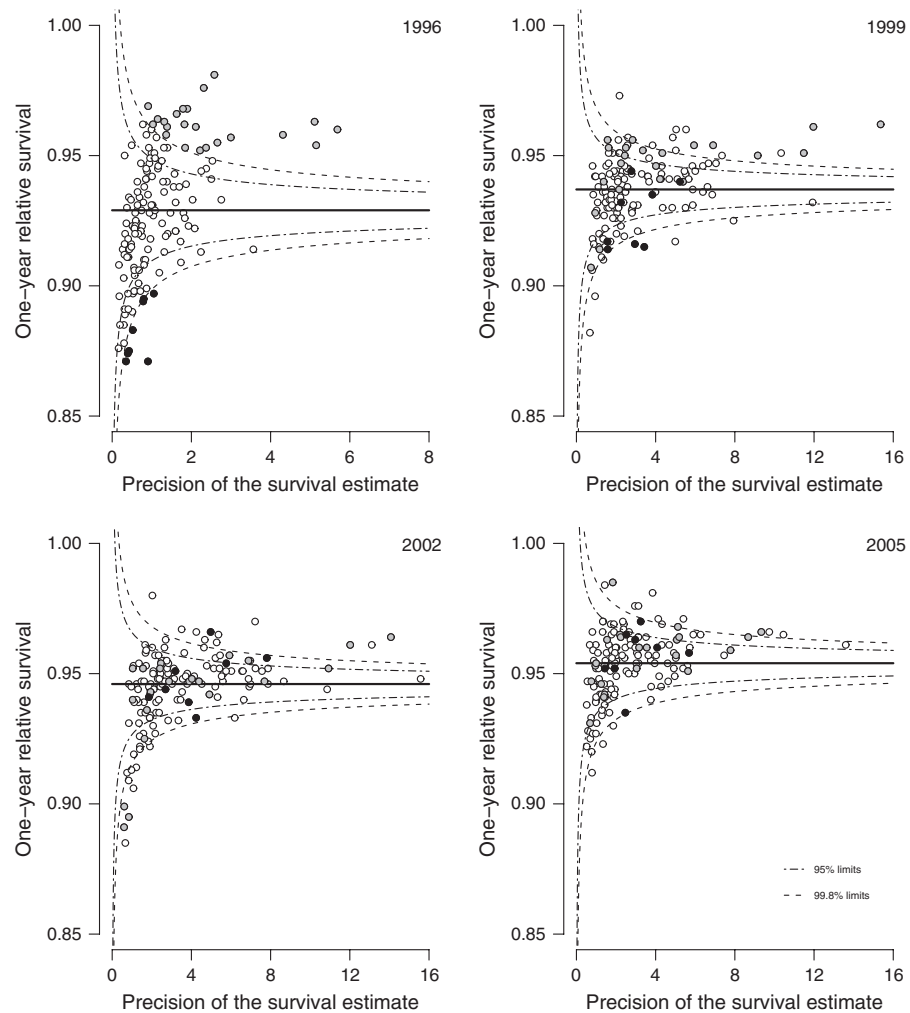 1996
One−year relative survival
1.00
0.95
0.90
0.85
0 2 4 6 8
Precision of the survival estimate
1999
One−year relative survival
1.00
0.95
0.90
0.85
0 4 8 12 16
Precision of the survival estimate
2002
One−year relative survival
1.00
0.95
0.90
0.85
0 4 8 12 16
Precision of the survival estimate
2005
One−year relative survival
1.00
0.95
0.90
0.85
95% limits
99.8% limits
0 4 8 12 16
Precision of the survival estimate